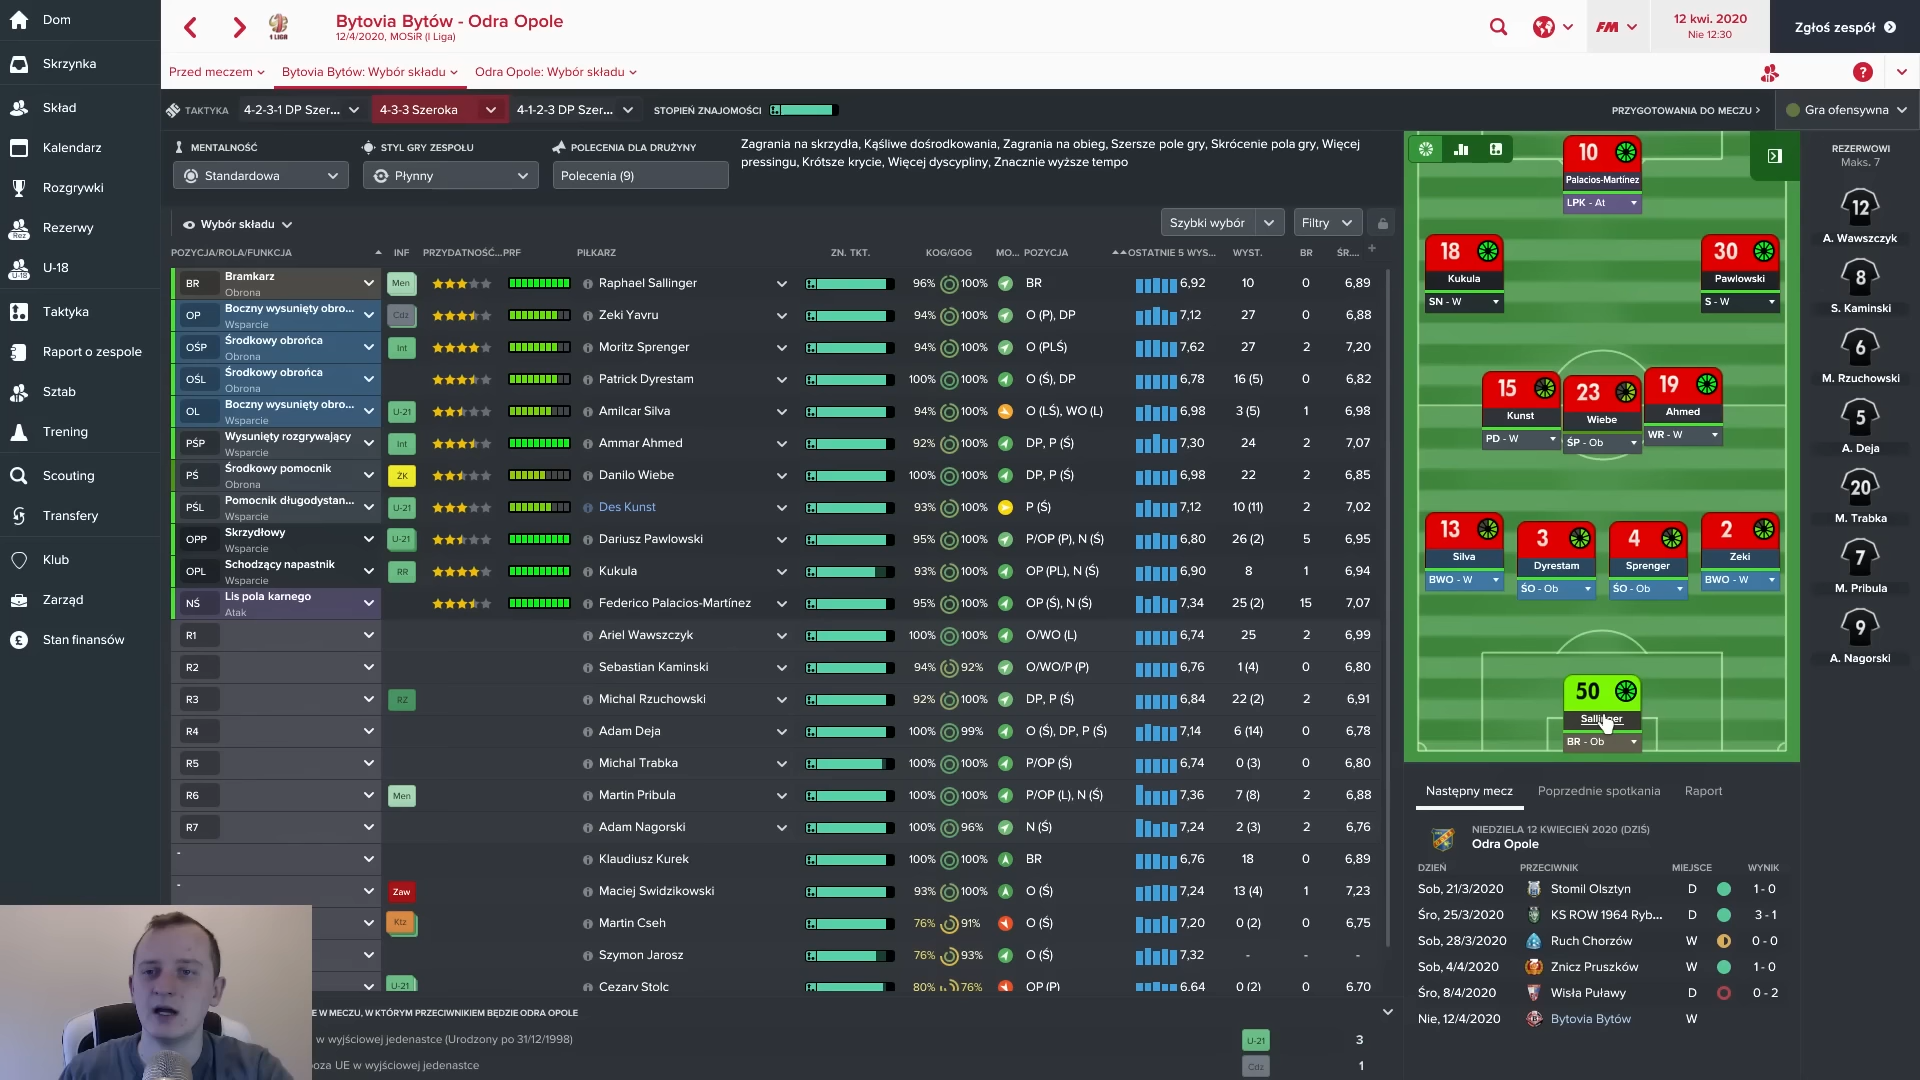 Dom
Skrzynka
Skład
Kalendarz
Rozgrywki
Rezerwy
U-18
Taktyka
Raport o zespole
Sztab
Trening
Scouting
Transfery
Klub
Zarząd
Stan finansów
1 LIGA
Bytovia Bytów - Odra Opole
12/4/2020, MOSiR (I Liga)
FM
12 kwi. 2020
Nie 12:30
Zgłoś zespół
Przed meczem
Bytovia Bytów: Wybór składu
Odra Opole: Wybór składu
?
TAKTYKA
4-2-3-1 DP Szer...
4-3-3 Szeroka
4-1-2-3 DP Szer...
STOPIEŃ ZNAJOMOŚCI
PRZYGOTOWANIA DO MECZU >
Gra ofensywna
MENTALNOŚĆ
Standardowa
STYL GRY ZESPOŁU
Płynny
POLECENIA DLA DRUŻYNY
Polecenia (9)
Zagrania na skrzydła, Kąśliwe dośrodkowania, Zagrania na obieg, Szersze pole gry, Skrócenie pola gry, Więcej
pressingu, Krótsze krycie, Więcej dyscypliny, Znacznie wyższe tempo
Wybór składu
Szybki wybór
Filtry
POZYCJA/ROLA/FUNKCJA INF PRZYDATNOŚĆ... PRF PIŁKARZ ZN. TKT. KOG/GOG MO... POZYCJA OSTATNIE 5 WYS... WYST. BR ŚR....
BR Bramkarz Obrona Men Raphael Sallinger 96% 100% BR 6,92 10 0 6,89
OP Boczny wysunięty obro... Wsparcie Cdz Zeki Yavru 94% 100% O (P), DP 7,12 27 0 6,88
OŚP Środkowy obrońca Obrona Int Moritz Sprenger 94% 100% O (PLŚ) 7,62 27 2 7,20
OŚL Środkowy obrońca Obrona Patrick Dyrestam 100% 100% O (Ś), DP 6,78 16 (5) 0 6,82
OL Boczny wysunięty obro... Wsparcie U-21 Amilcar Silva 94% 100% O (LŚ), WO (L) 6,98 3 (5) 1 6,98
PŚP Wysunięty rozgrywający Wsparcie Int Ammar Ahmed 92% 100% DP, P (Ś) 7,30 24 2 7,07
PŚ Środkowy pomocnik Obrona ŻK Danilo Wiebe 100% 100% DP, P (Ś) 6,98 22 2 6,85
PŚL Pomocnik długodystan... Wsparcie U-21 Des Kunst 93% 100% P (Ś) 7,12 10 (11) 2 7,02
OPP Skrzydłowy Wsparcie U-21 Dariusz Pawlowski 95% 100% P/OP (P), N (Ś) 6,80 26 (2) 5 6,95
OPL Schodzący napastnik Wsparcie RR Kukula 93% 100% OP (PL), N (Ś) 6,90 8 1 6,94
NŚ Lis pola karnego Atak Federico Palacios-Martínez 95% 100% OP (Ś), N (Ś) 7,34 25 (2) 15 7,07
R1 Ariel Wawszczyk 100% 100% O/WO (L) 6,74 25 2 6,99
R2 Sebastian Kaminski 94% 92% O/WO/P (P) 6,76 1 (4) 0 6,80
R3 RZ Michal Rzuchowski 92% 100% DP, P (Ś) 6,84 22 (2) 2 6,91
R4 Adam Deja 100% 99% O (Ś), DP, P (Ś) 7,14 6 (14) 0 6,78
R5 Michal Trabka 100% 100% P/OP (Ś) 6,74 0 (3) 0 6,80
R6 Men Martin Pribula 100% 100% P/OP (L), N (Ś) 7,36 7 (8) 2 6,88
R7 Adam Nagorski 100% 96% N (Ś) 7,24 2 (3) 2 6,76
- Klaudiusz Kurek 100% 100% BR 6,76 18 0 6,89
- Zaw Maciej Swidzikowski 93% 100% O (Ś) 7,24 13 (4) 1 7,23
Ktz Martin Cseh 76% 91% O (Ś) 7,20 0 (2) 0 6,75
Szymon Jarosz 76% 93% O (Ś) 7,32 - - -
U-21 Cezary Stolc 80% 76% OP (P) 6,64 0 (2) 0 6,70
E W MECZU, W KTÓRYM PRZECIWNIKIEM BĘDZIE ODRA OPOLE
w wyjściowej jedenastce (Urodzony po 31/12/1998) U-21 3
poza UE w wyjściowej jedenastce Cdz 1
10
Palacios-Martínez
LPK - At
18
Kukula
SN - W
30
Pawlowski
S - W
15
Kunst
PD - W
23
Wiebe
ŚP - Ob
19
Ahmed
WR - W
13
Silva
BWO - W
3
Dyrestam
ŚO - Ob
4
Sprenger
ŚO - Ob
2
Zeki
BWO - W
50
Sallinger
BR - Ob
REZERWOWI
Maks. 7
12
A. Wawszczyk
8
S. Kaminski
6
M. Rzuchowski
5
A. Deja
20
M. Trabka
7
M. Pribula
9
A. Nagorski
Następny mecz
Poprzednie spotkania
Raport
NIEDZIELA 12 KWIECIEŃ 2020 (DZIŚ)
Odra Opole
DZIEŃ PRZECIWNIK MIEJSCE WYNIK
Sob, 21/3/2020 Stomil Olsztyn D 1 - 0
Śro, 25/3/2020 KS ROW 1964 Ryb... D 3 - 1
Sob, 28/3/2020 Ruch Chorzów W 0 - 0
Sob, 4/4/2020 Znicz Pruszków W 1 - 0
Śro, 8/4/2020 Wisła Puławy D 0 - 2
Nie, 12/4/2020 Bytovia Bytów W